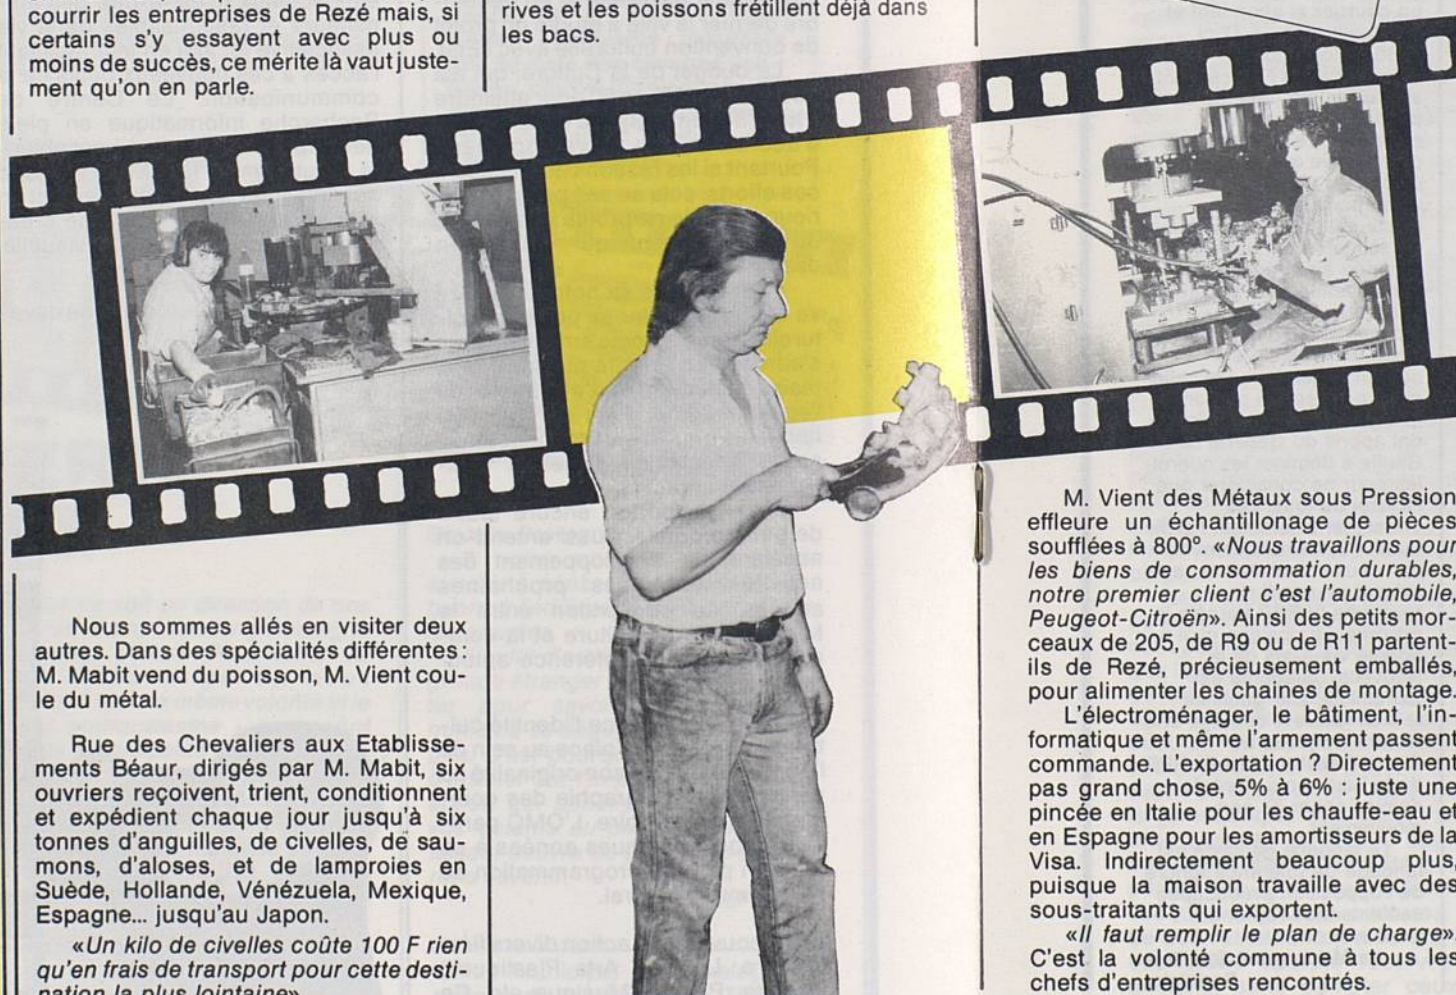 courrir les entreprises de Rezé mais, si
certains s'y essayent avec plus ou
moins de succès, ce mérite là vaut juste-
ment qu'on en parle.
rives et les poissons frétillent déjà dans
les bacs.
Nous sommes allés en visiter deux
autres. Dans des spécialités différentes :
M. Mabit vend du poisson, M. Vient cou-
le du métal.
Rue des Chevaliers aux Etablisse-
ments Béaur, dirigés par M. Mabit, six
ouvriers reçoivent, trient, conditionnent
et expédient chaque jour jusqu'à six
tonnes d'anguilles, de civelles, de sau-
mons, d'aloses, et de lamproies en
Suède, Hollande, Vénézuela, Mexique,
Espagne... jusqu'au Japon.
«Un kilo de civelles coûte 100 F rien
qu'en frais de transport pour cette desti-
nation la plus lointaine»
M. Vient des Métaux sous Pression
effleure un échantillonage de pièces
soufflées à 800°. «Nous travaillons pour
les biens de consommation durables,
notre premier client c'est l'automobile,
Peugeot-Citroën». Ainsi des petits mor-
ceaux de 205, de R9 ou de R11 partent-
ils de Rezé, précieusement emballés,
pour alimenter les chaines de montage.
L'électroménager, le bâtiment, l'in-
formatique et même l'armement passent
commande. L'exportation ? Directement
pas grand chose, 5% à 6% : juste une
pincée en Italie pour les chauffe-eau et
en Espagne pour les amortisseurs de la
Visa. Indirectement beaucoup plus,
puisque la maison travaille avec des
sous-traitants qui exportent.
«Il faut remplir le plan de charge».
C'est la volonté commune à tous les
chefs d'entreprises rencontrés.